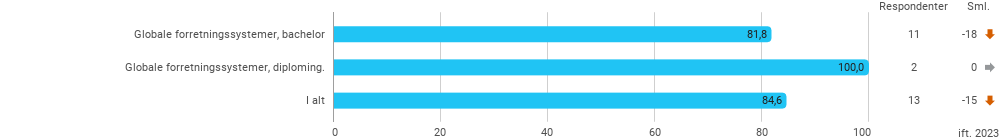 Respondenter Sml.
Globale forretningssystemer, bachelor 81,8 11 -18
Globale forretningssystemer, diploming. 100,0 2 0
I alt 84,6 13 -15
0 20 40 60 80 100 ift. 2023